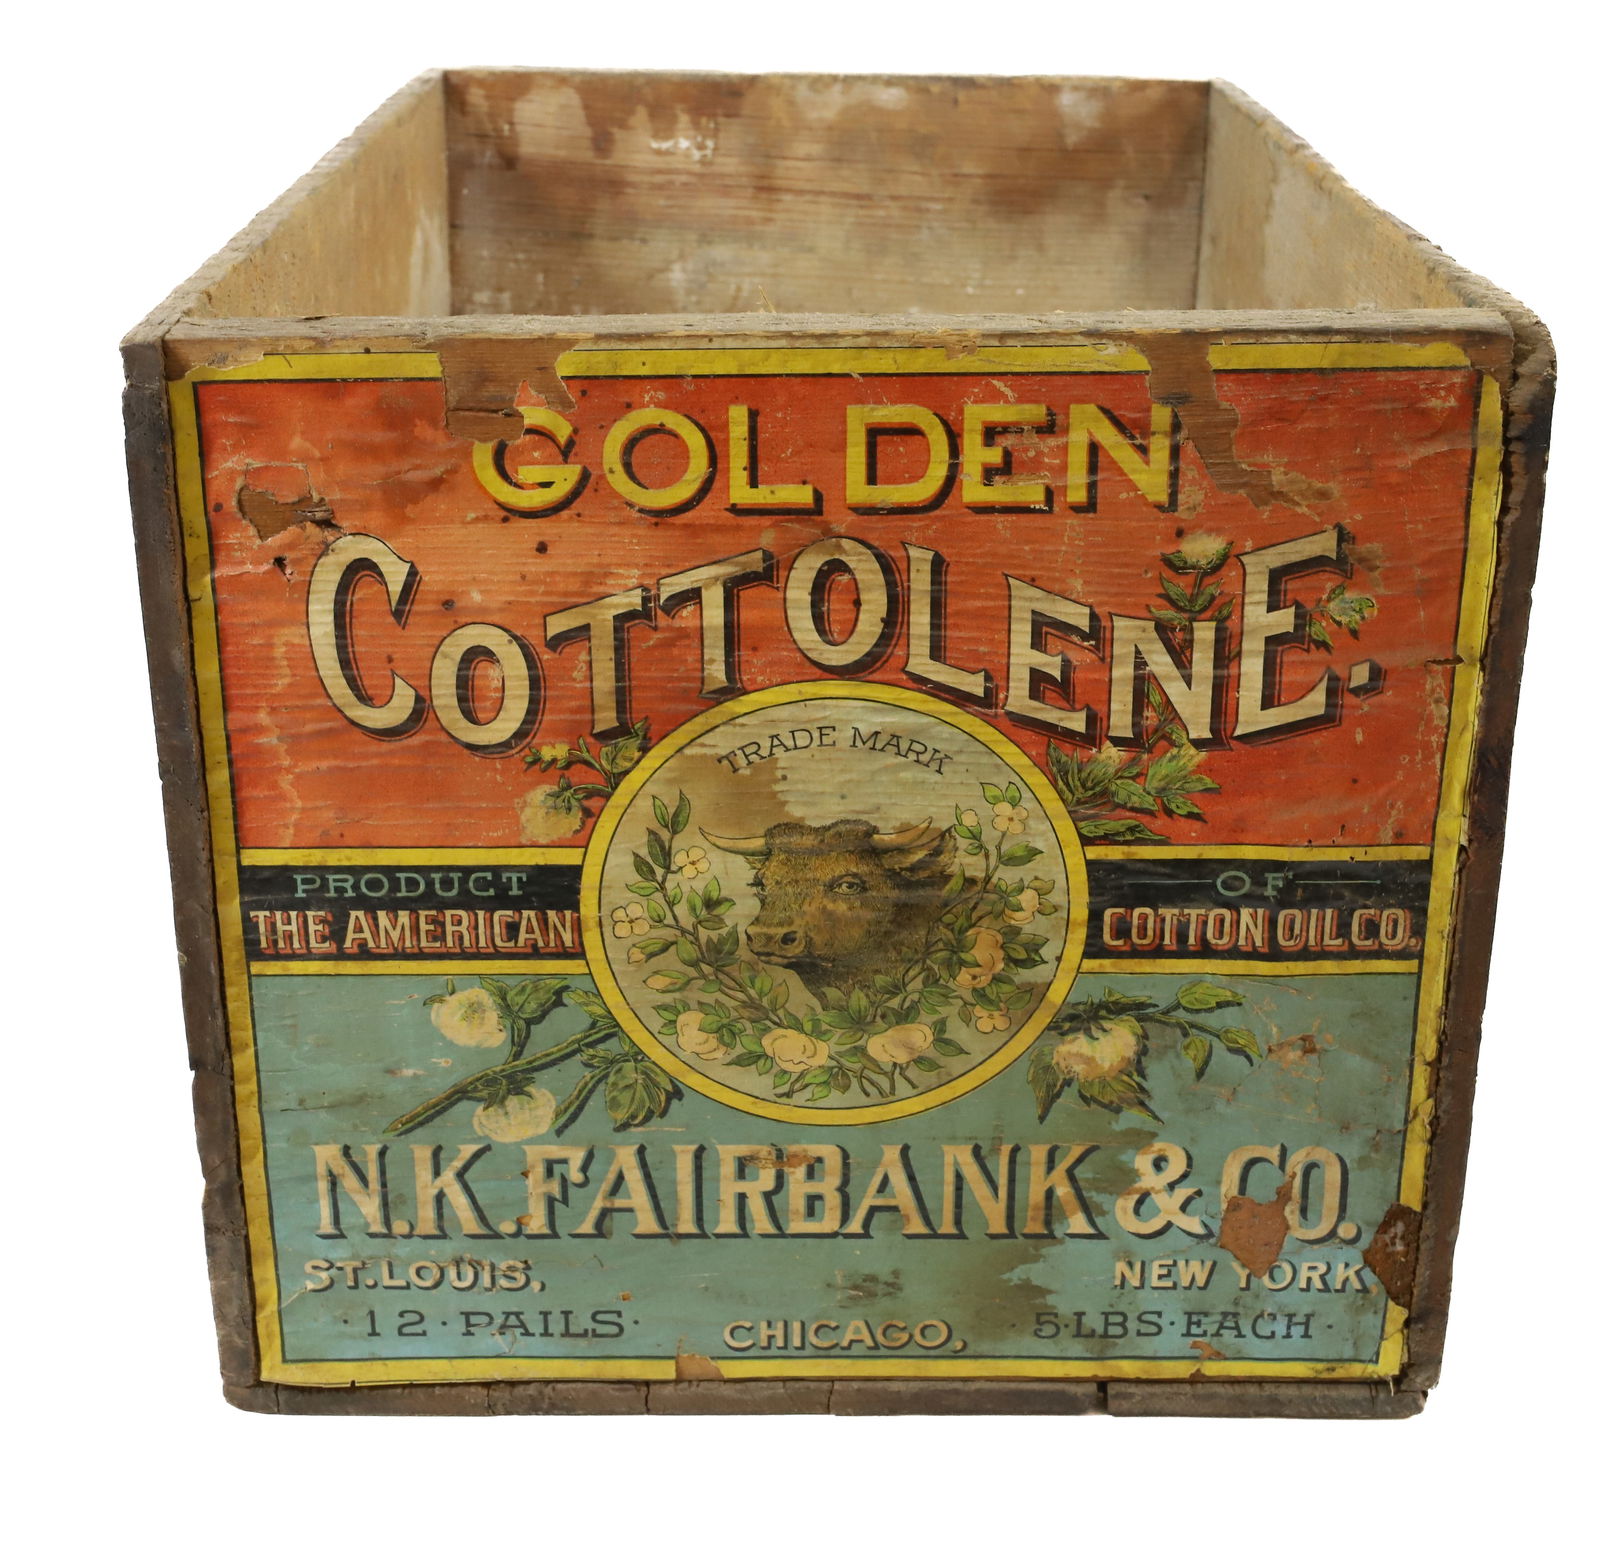 GOLDEN
COTTOLENE.
TRADE MARK
PRODUCT OF
THE AMERICAN COTTON OIL CO.
N.K.FAIRBANK & CO.
ST.LOUIS, NEW YORK,
·12·PAILS· CHICAGO, ·5·LBS·EACH·